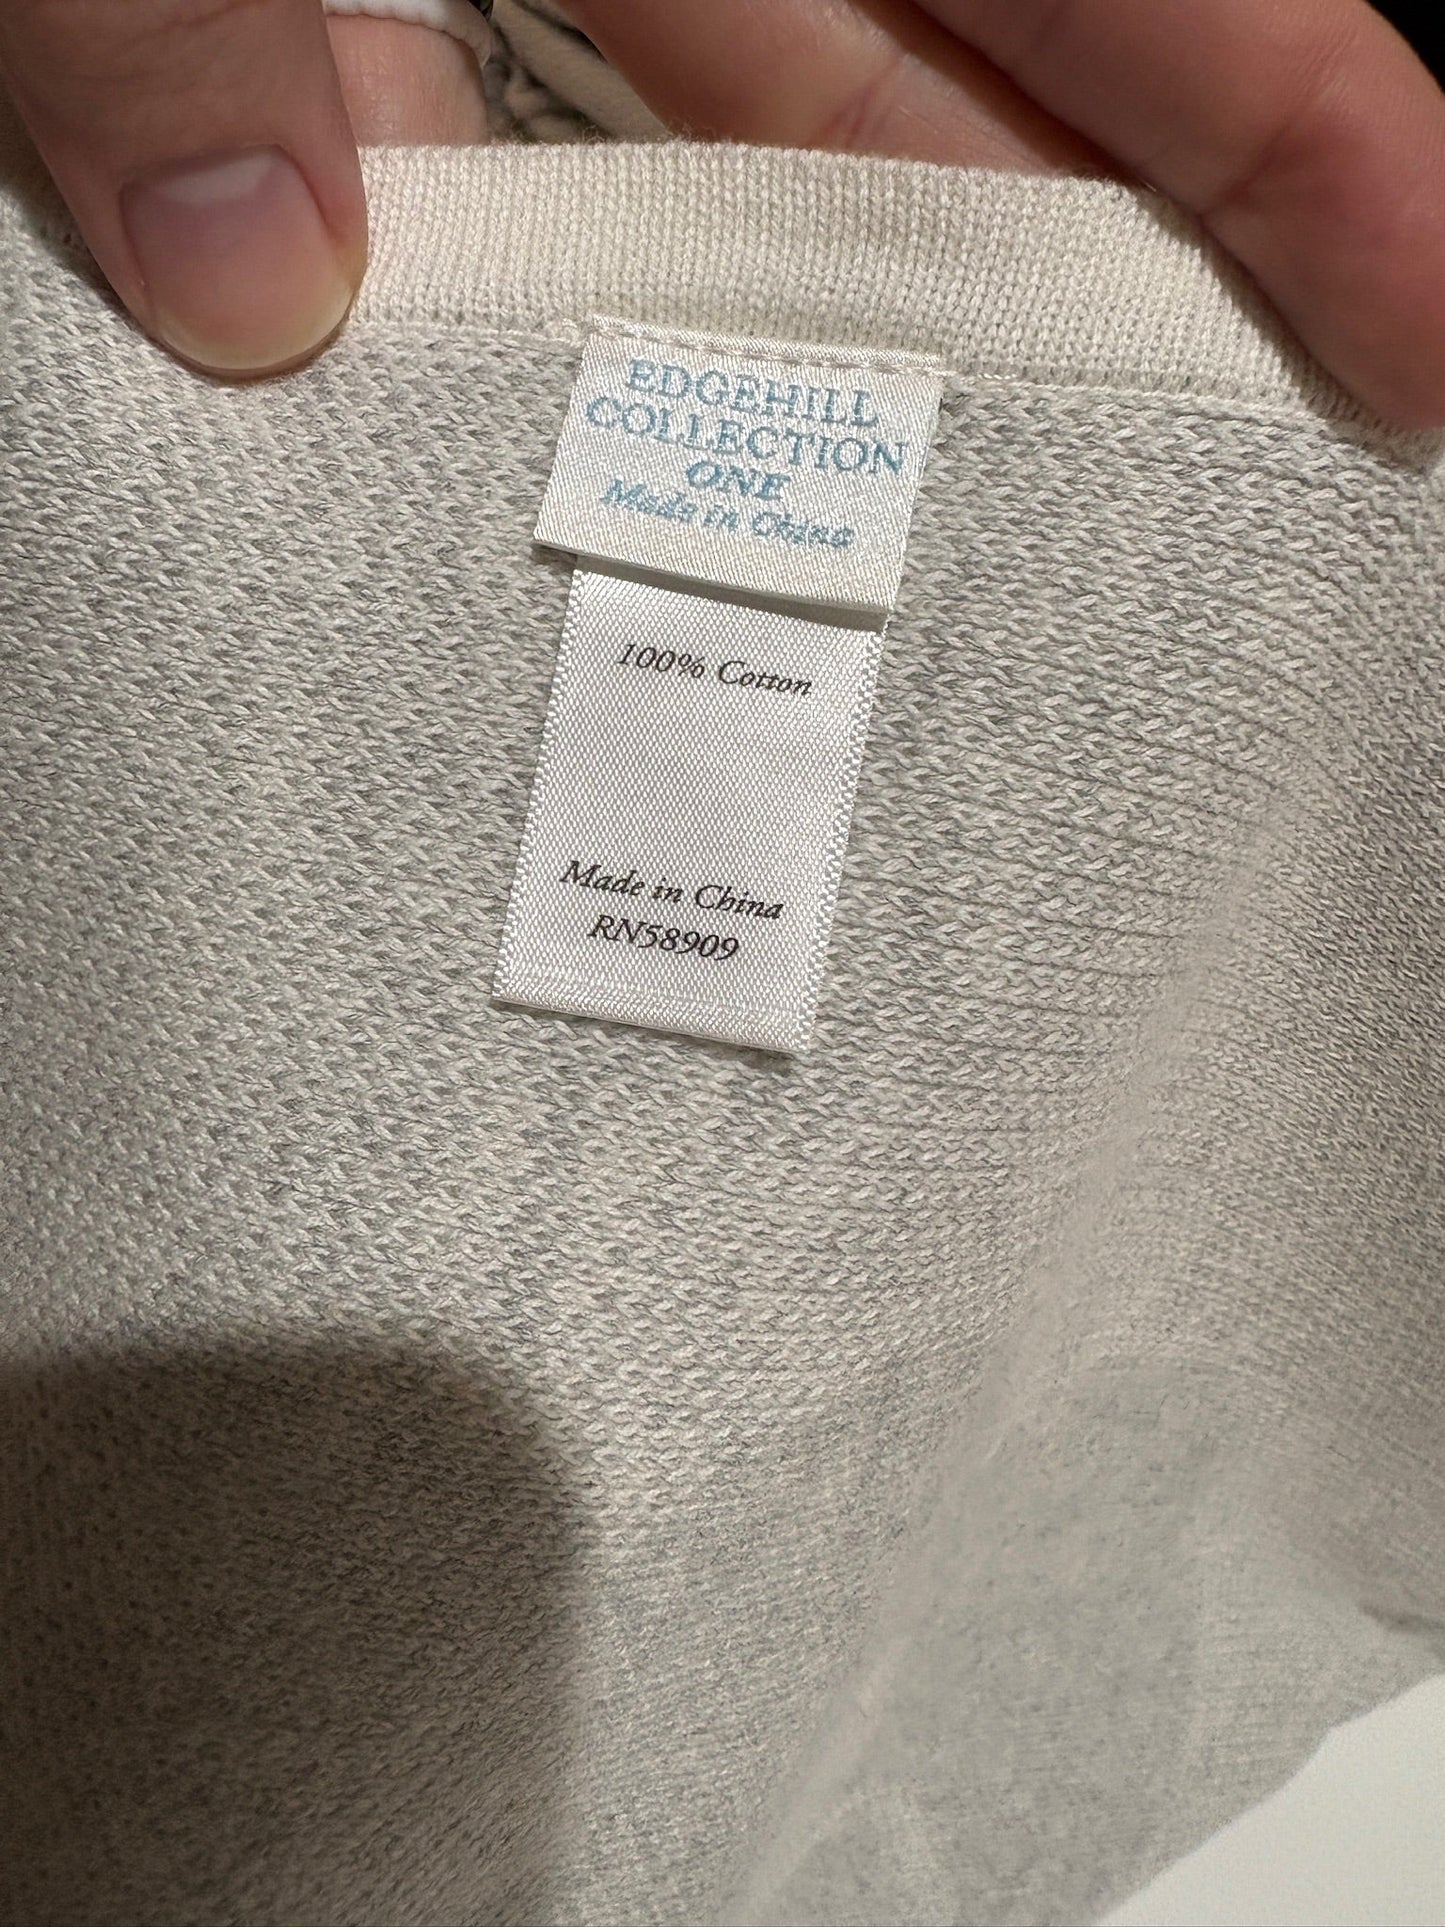 EDGEHILL
COLLECTION
ONE
Made in China
100% Cotton
Made in China
RN58909